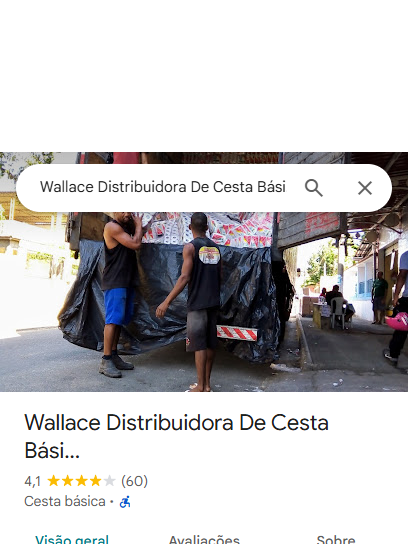 Wallace Distribuidora De Cesta Bási
Wallace Distribuidora De Cesta
Bási...
4,1 (60)
Cesta básica ·
Visão geral Avaliações Sobre